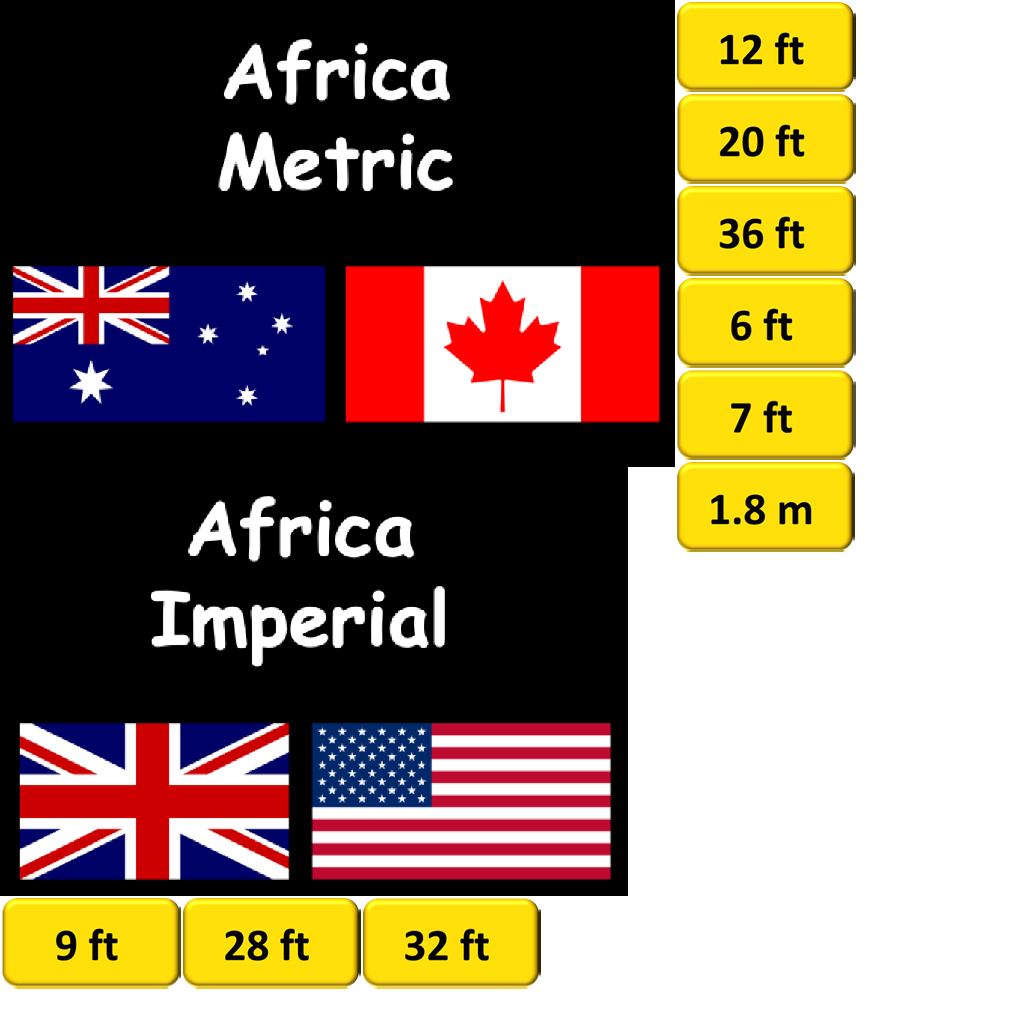 Africa
Metric
12 ft
20 ft
36 ft
6 ft
7 ft
1.8 m
Africa
Imperial
9 ft
28 ft
32 ft